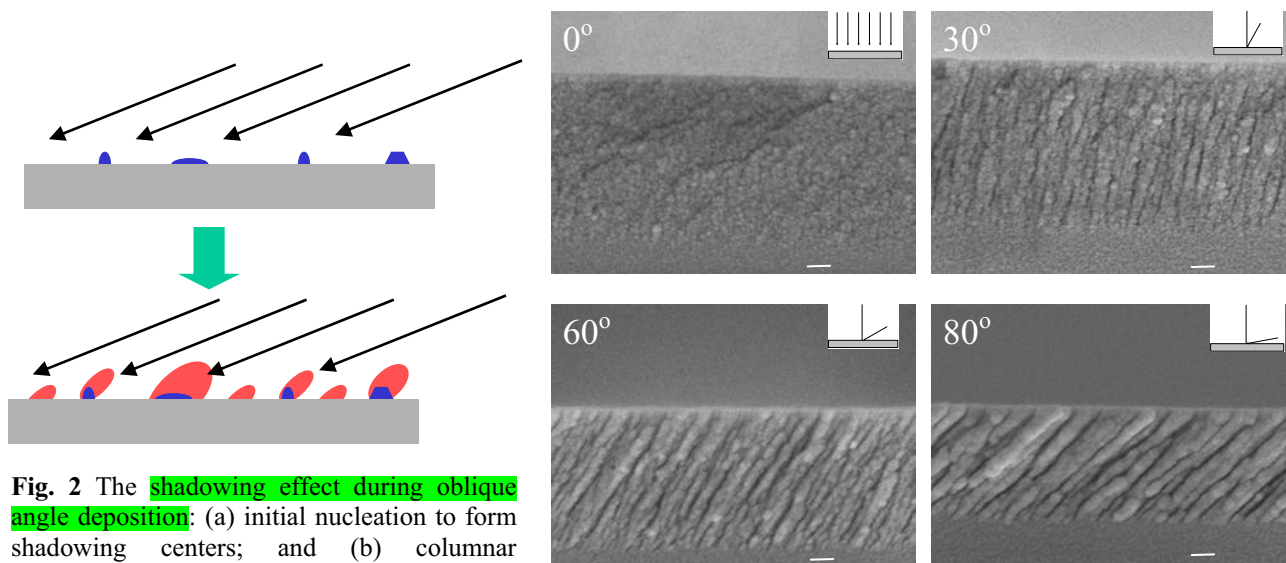 0°
30°
60°
80°
Fig. 2 The shadowing effect during oblique
angle deposition: (a) initial nucleation to form
shadowing centers; and (b) columnar